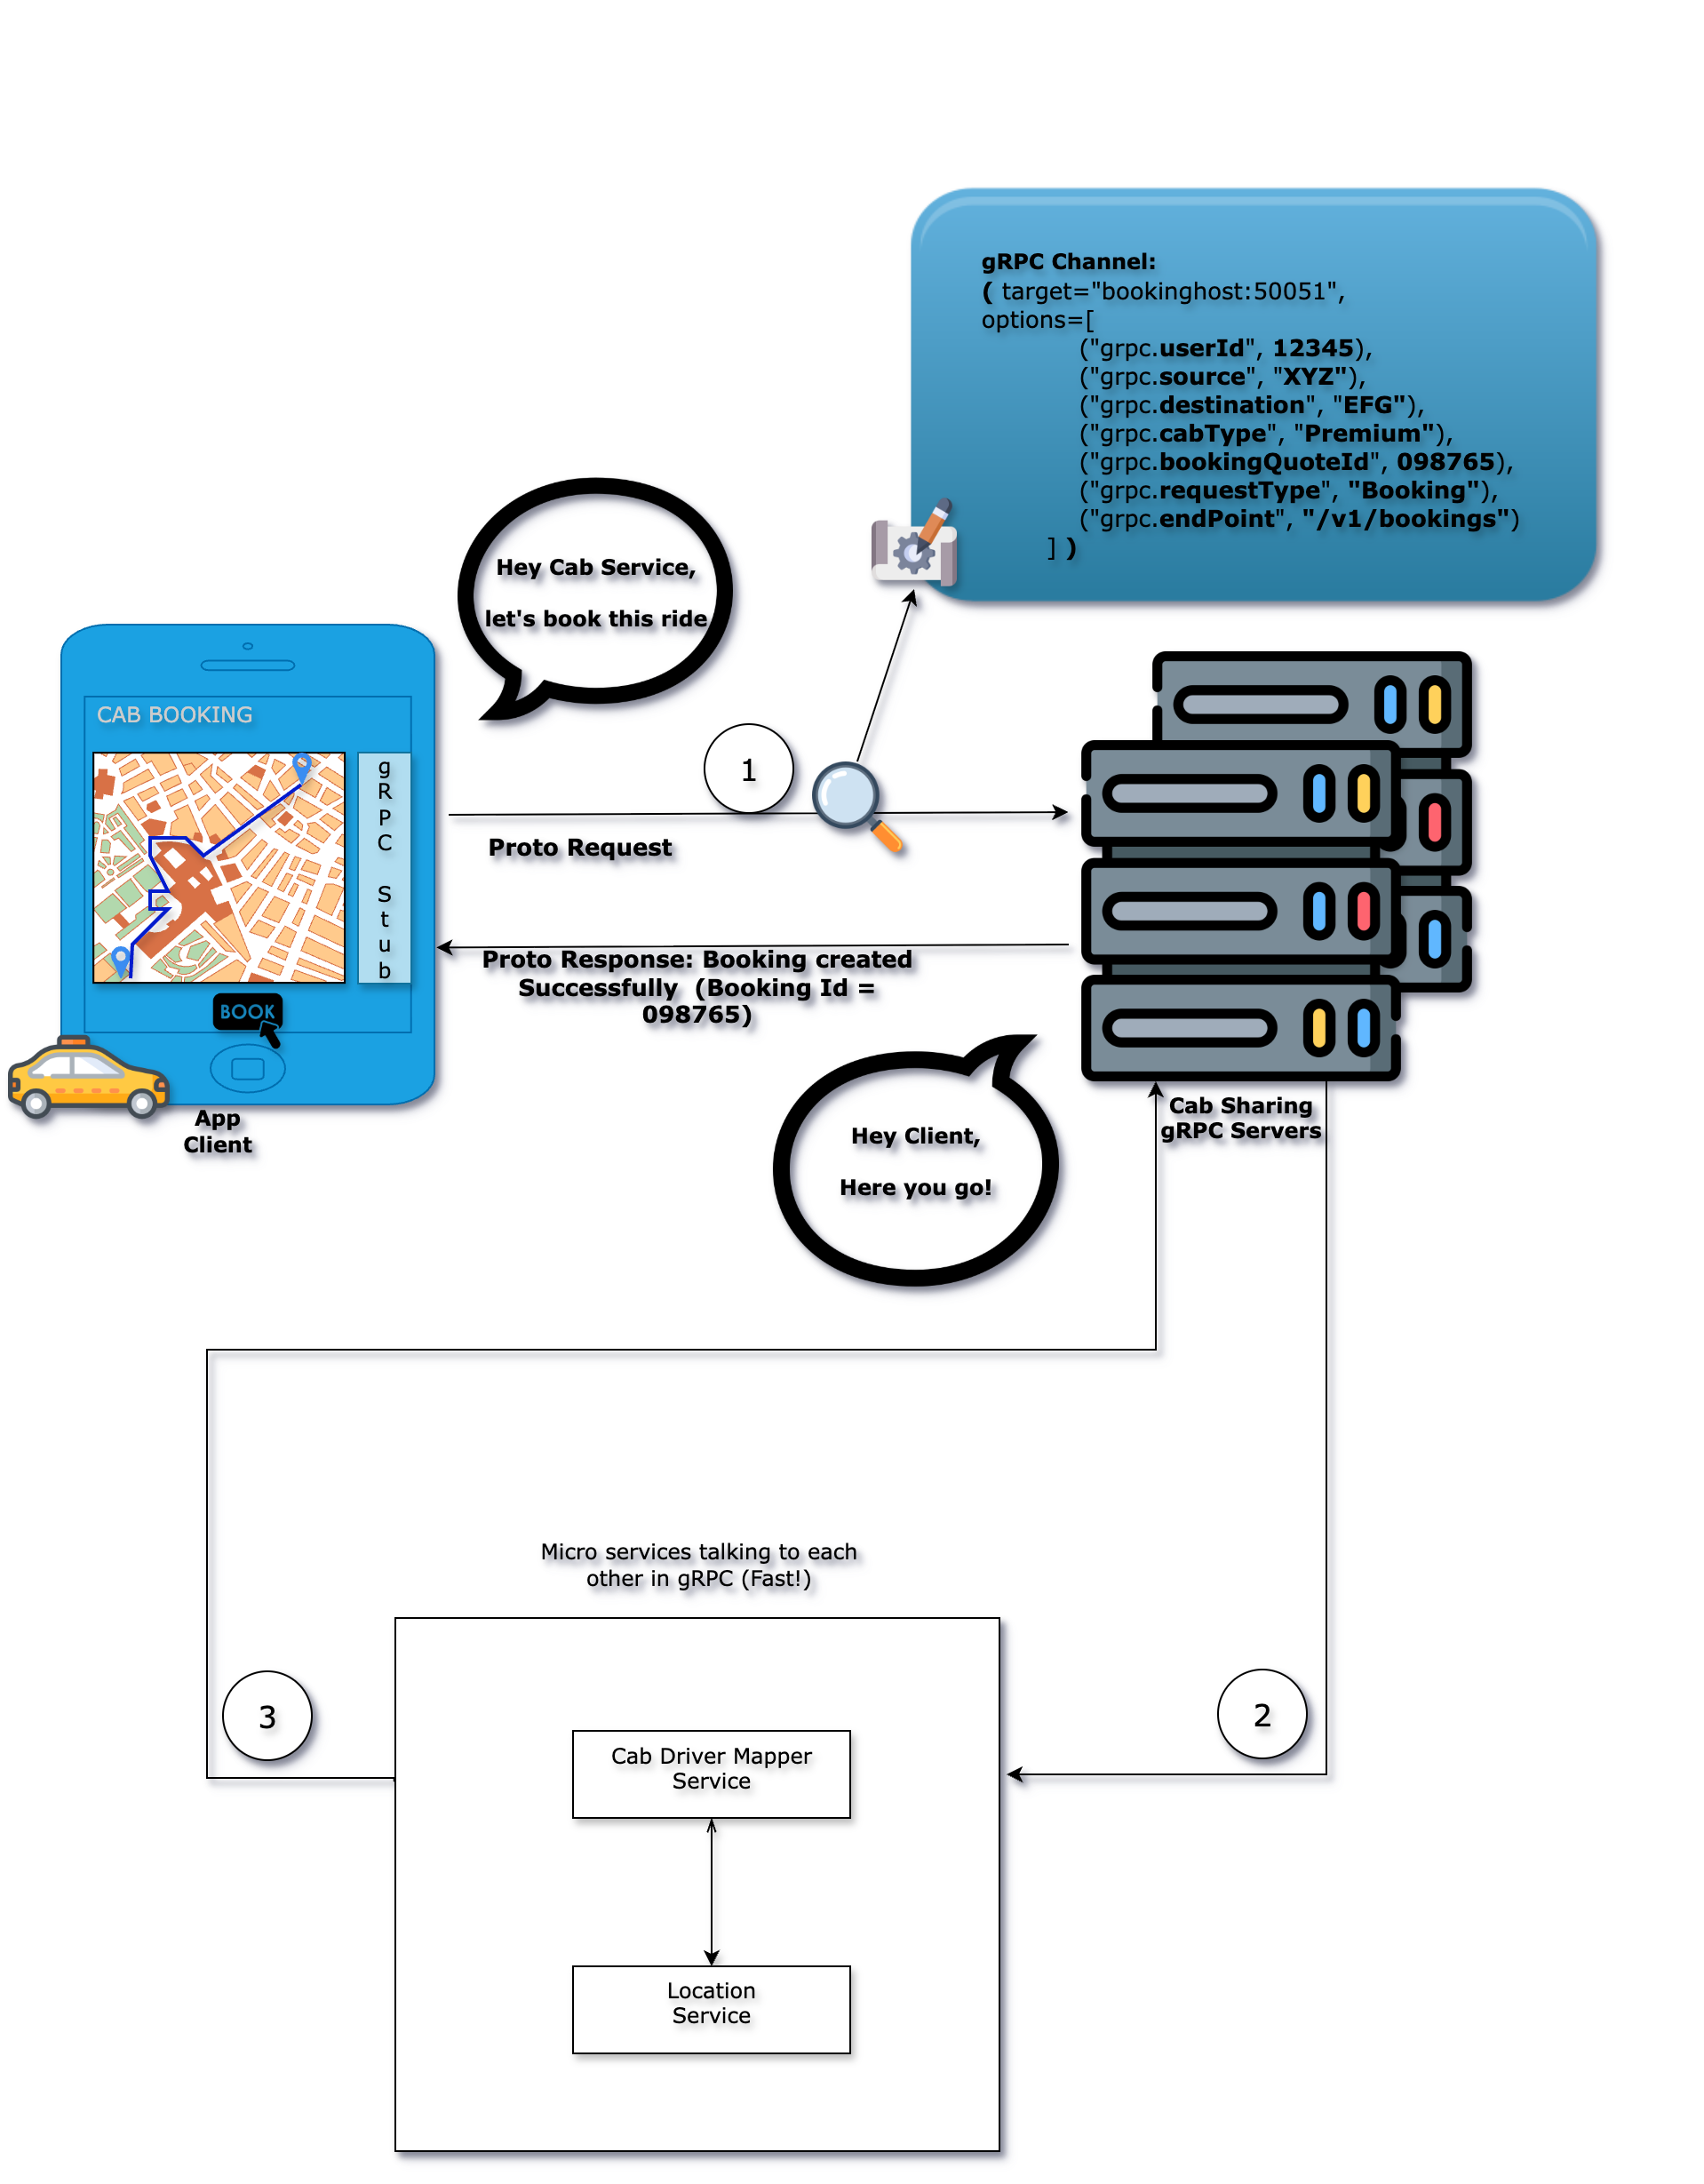 gRPC Channel:
( target="bookinghost:50051",
options=[
("grpc.userId", 12345),
("grpc.source", "XYZ"),
("grpc.destination", "EFG"),
("grpc.cabType", "Premium"),
("grpc.bookingQuoteId", 098765),
("grpc.requestType", "Booking"),
("grpc.endPoint", "/v1/bookings")
] )
Hey Cab Service,
let's book this ride
CAB BOOKING
gRPC Stub
BOOK
App
Client
1
Proto Request
Proto Response: Booking created
Successfully (Booking Id =
098765)
Hey Client,
Here you go!
Cab Sharing
gRPC Servers
Micro services talking to each
other in gRPC (Fast!)
3
2
Cab Driver Mapper
Service
Location
Service